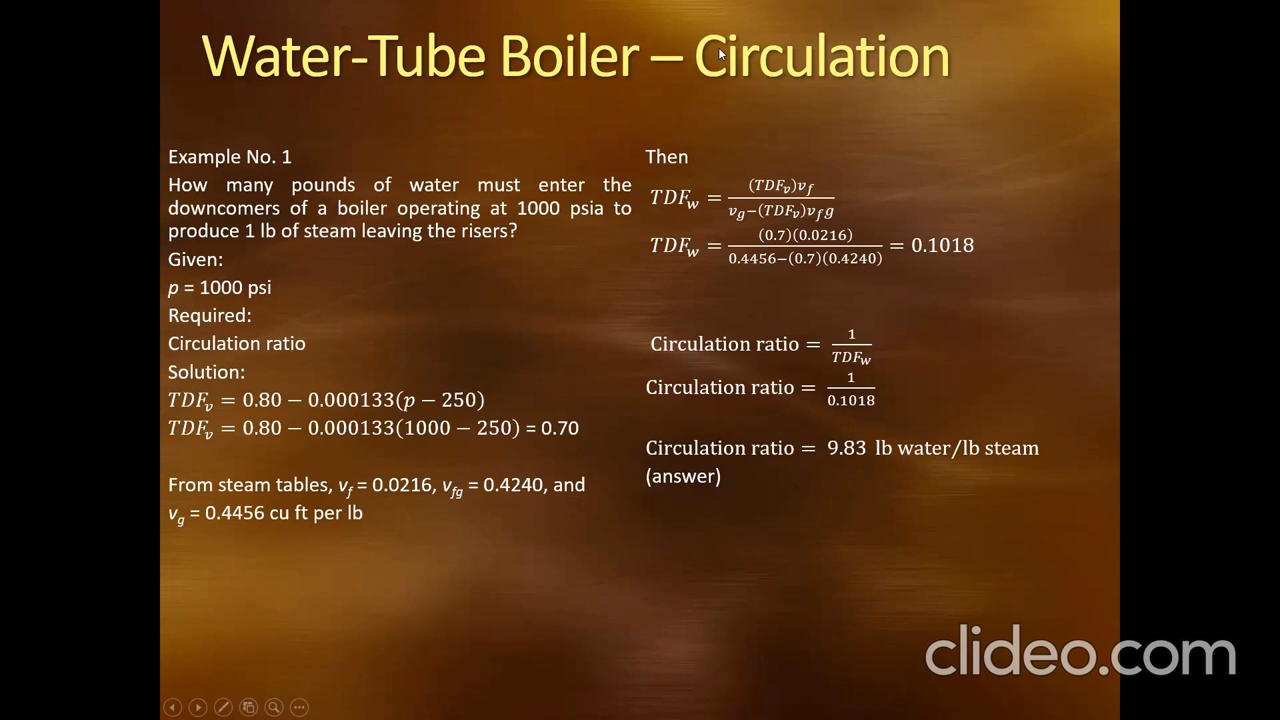 Water-Tube Boiler – Circulation
Example No. 1
How many pounds of water must enter the
downcomers of a boiler operating at 1000 psia to
produce 1 lb of steam leaving the risers?
Given:
p = 1000 psi
Required:
Circulation ratio
Solution:
TDFᵥ = 0.80 − 0.000133(p − 250)
TDFᵥ = 0.80 − 0.000133(1000 − 250) = 0.70
From steam tables, v_f = 0.0216, v_fg = 0.4240, and
v_g = 0.4456 cu ft per lb
Then
TDF_w = (TDFᵥ)v_f / v_g−(TDFᵥ)v_fg
TDF_w = (0.7)(0.0216) / 0.4456−(0.7)(0.4240) = 0.1018
Circulation ratio = 1 / TDF_w
Circulation ratio = 1 / 0.1018
Circulation ratio = 9.83 lb water/lb steam
(answer)
clideo.com